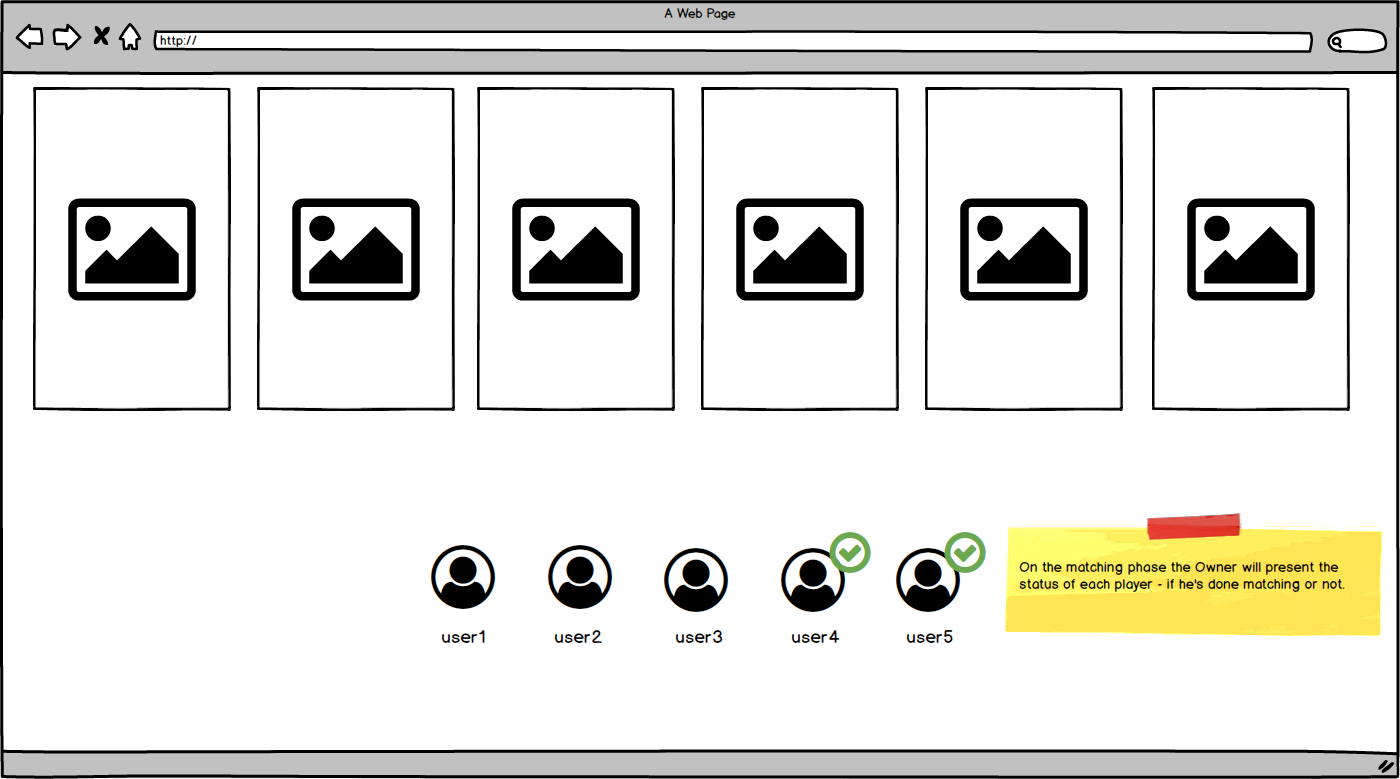 A Web Page
http://
On the matching phase the Owner will present the
status of each player - if he's done matching or not.
user1
user2
user3
user4
user5